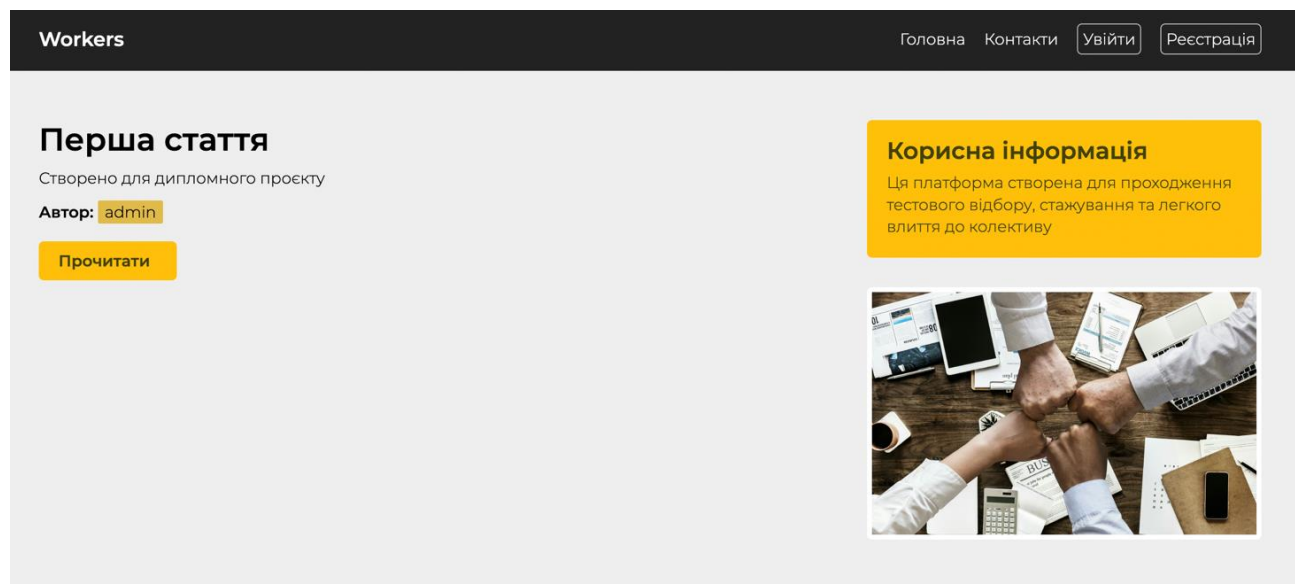 Workers
Головна Контакти Увійти Реєстрація
Перша стаття
Створено для дипломного проєкту
Автор: admin
Прочитати
Корисна інформація
Ця платформа створена для проходження
тестового відбору, стажування та легкого
влиття до колективу